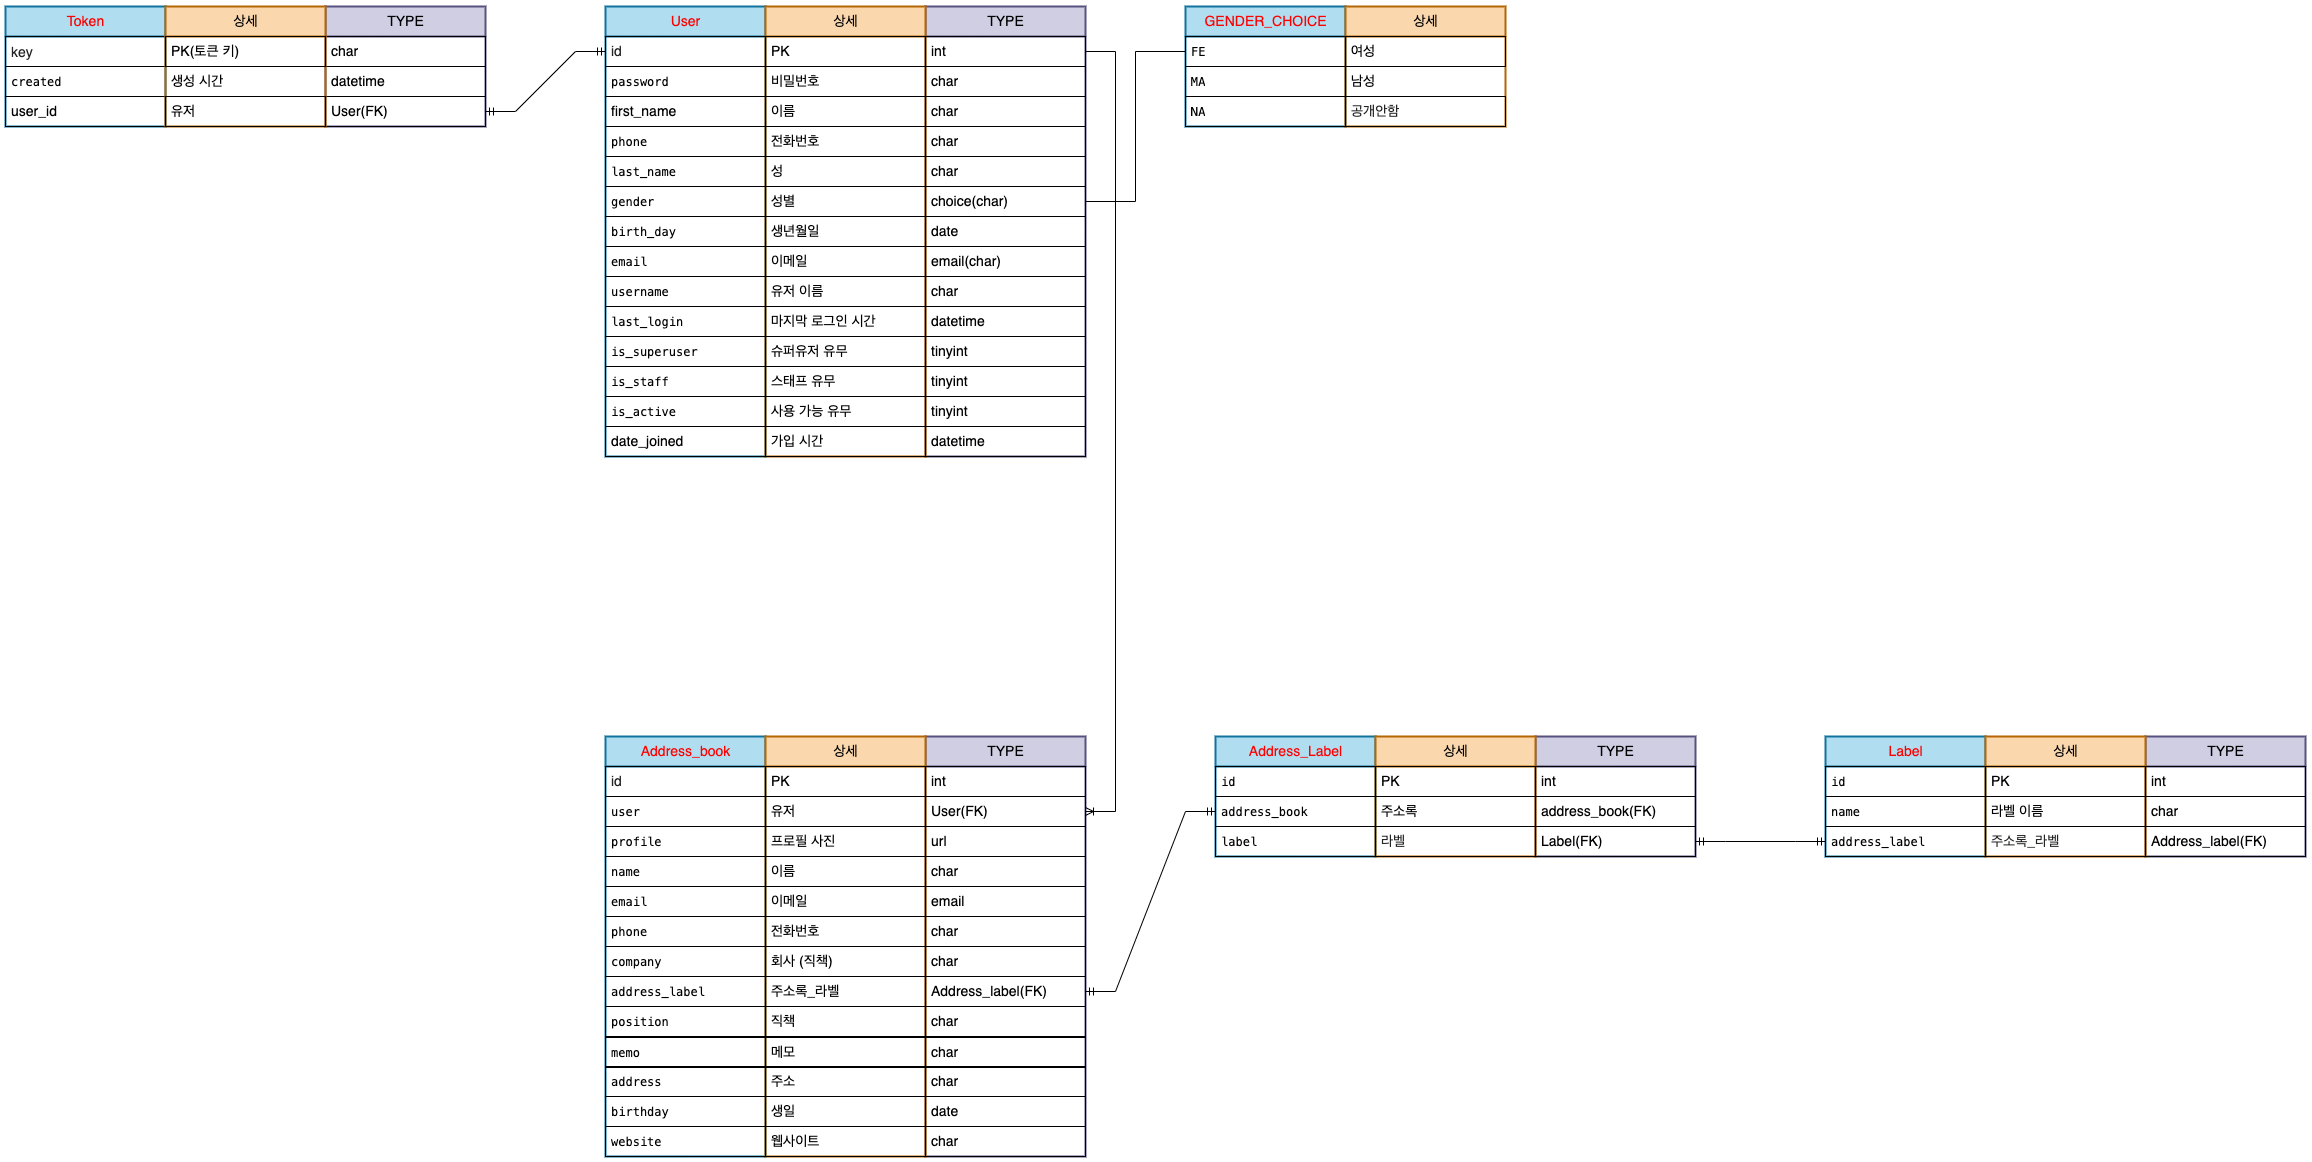 Token 상세 TYPE
key PK(토큰 키) char
created 생성 시간 datetime
user_id 유저 User(FK)
User 상세 TYPE
id PK int
password 비밀번호 char
first_name 이름 char
phone 전화번호 char
last_name 성 char
gender 성별 choice(char)
birth_day 생년월일 date
email 이메일 email(char)
username 유저 이름 char
last_login 마지막 로그인 시간 datetime
is_superuser 슈퍼유저 유무 tinyint
is_staff 스태프 유무 tinyint
is_active 사용 가능 유무 tinyint
date_joined 가입 시간 datetime
GENDER_CHOICE 상세
FE 여성
MA 남성
NA 공개안함
Address_book 상세 TYPE
id PK int
user 유저 User(FK)
profile 프로필 사진 url
name 이름 char
email 이메일 email
phone 전화번호 char
company 회사 (직책) char
address_label 주소록_라벨 Address_label(FK)
position 직책 char
memo 메모 char
address 주소 char
birthday 생일 date
website 웹사이트 char
Address_Label 상세 TYPE
id PK int
address_book 주소록 address_book(FK)
label 라벨 Label(FK)
Label 상세 TYPE
id PK int
name 라벨 이름 char
address_label 주소록_라벨 Address_label(FK)